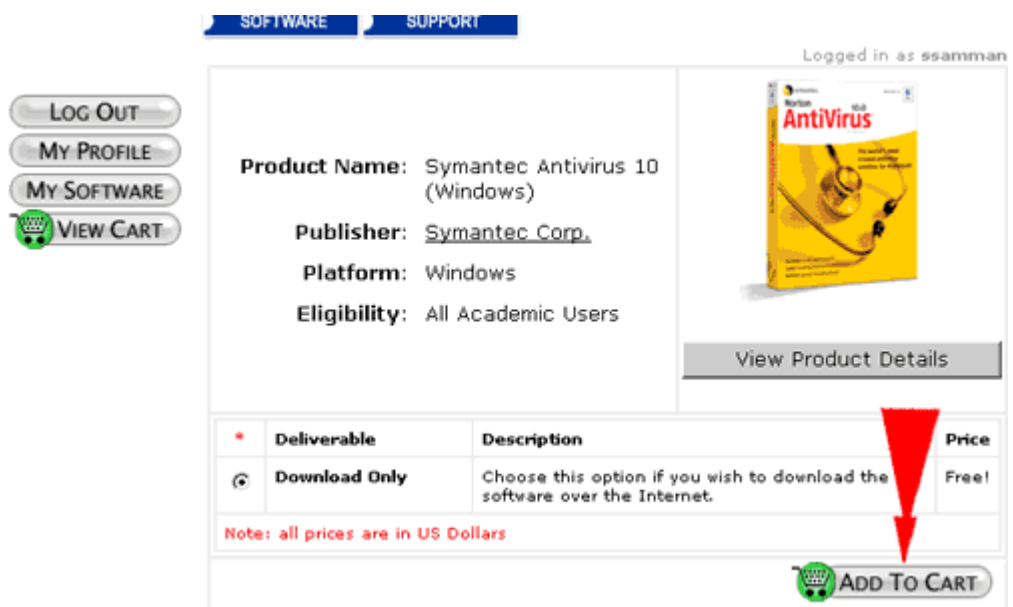 SOFTWARE SUPPORT
Logged in as ssamman
LOG OUT
MY PROFILE
MY SOFTWARE
VIEW CART
Product Name: Symantec Antivirus 10
(Windows)
Publisher: Symantec Corp.
Platform: Windows
Eligibility: All Academic Users
Norton 10.0
AntiVirus
View Product Details
* Deliverable Description Price
Download Only Choose this option if you wish to download the Free!
software over the Internet.
Note: all prices are in US Dollars
ADD TO CART